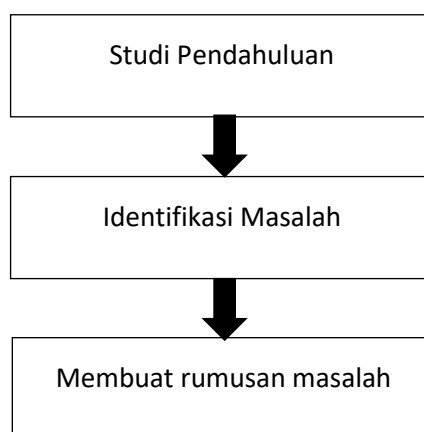 Studi Pendahuluan
Identifikasi Masalah
Membuat rumusan masalah